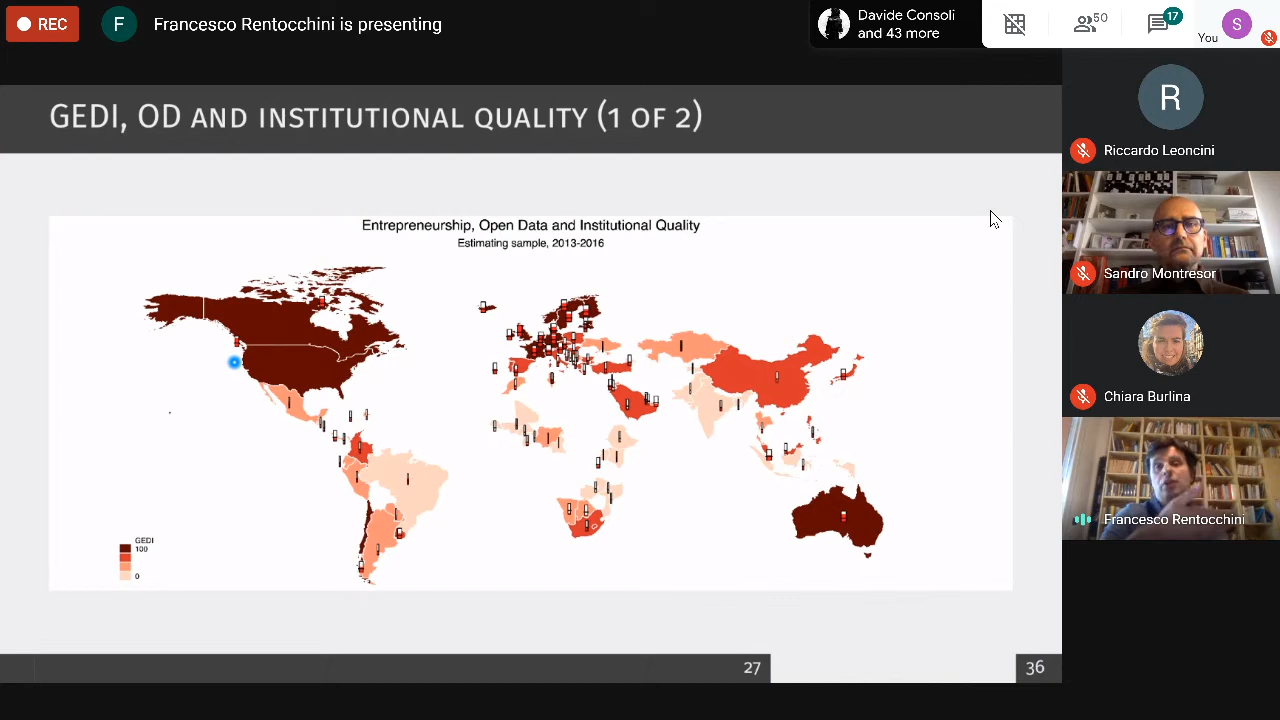 REC
F
Francesco Rentocchini is presenting
Davide Consoli
and 43 more
50
17
You
S
GEDI, OD AND INSTITUTIONAL QUALITY (1 OF 2)
Entrepreneurship, Open Data and Institutional Quality
Estimating sample, 2013-2016
GEDI
100
0
27
36
R
Riccardo Leoncini
Sandro Montresor
Chiara Burlina
Francesco Rentocchini